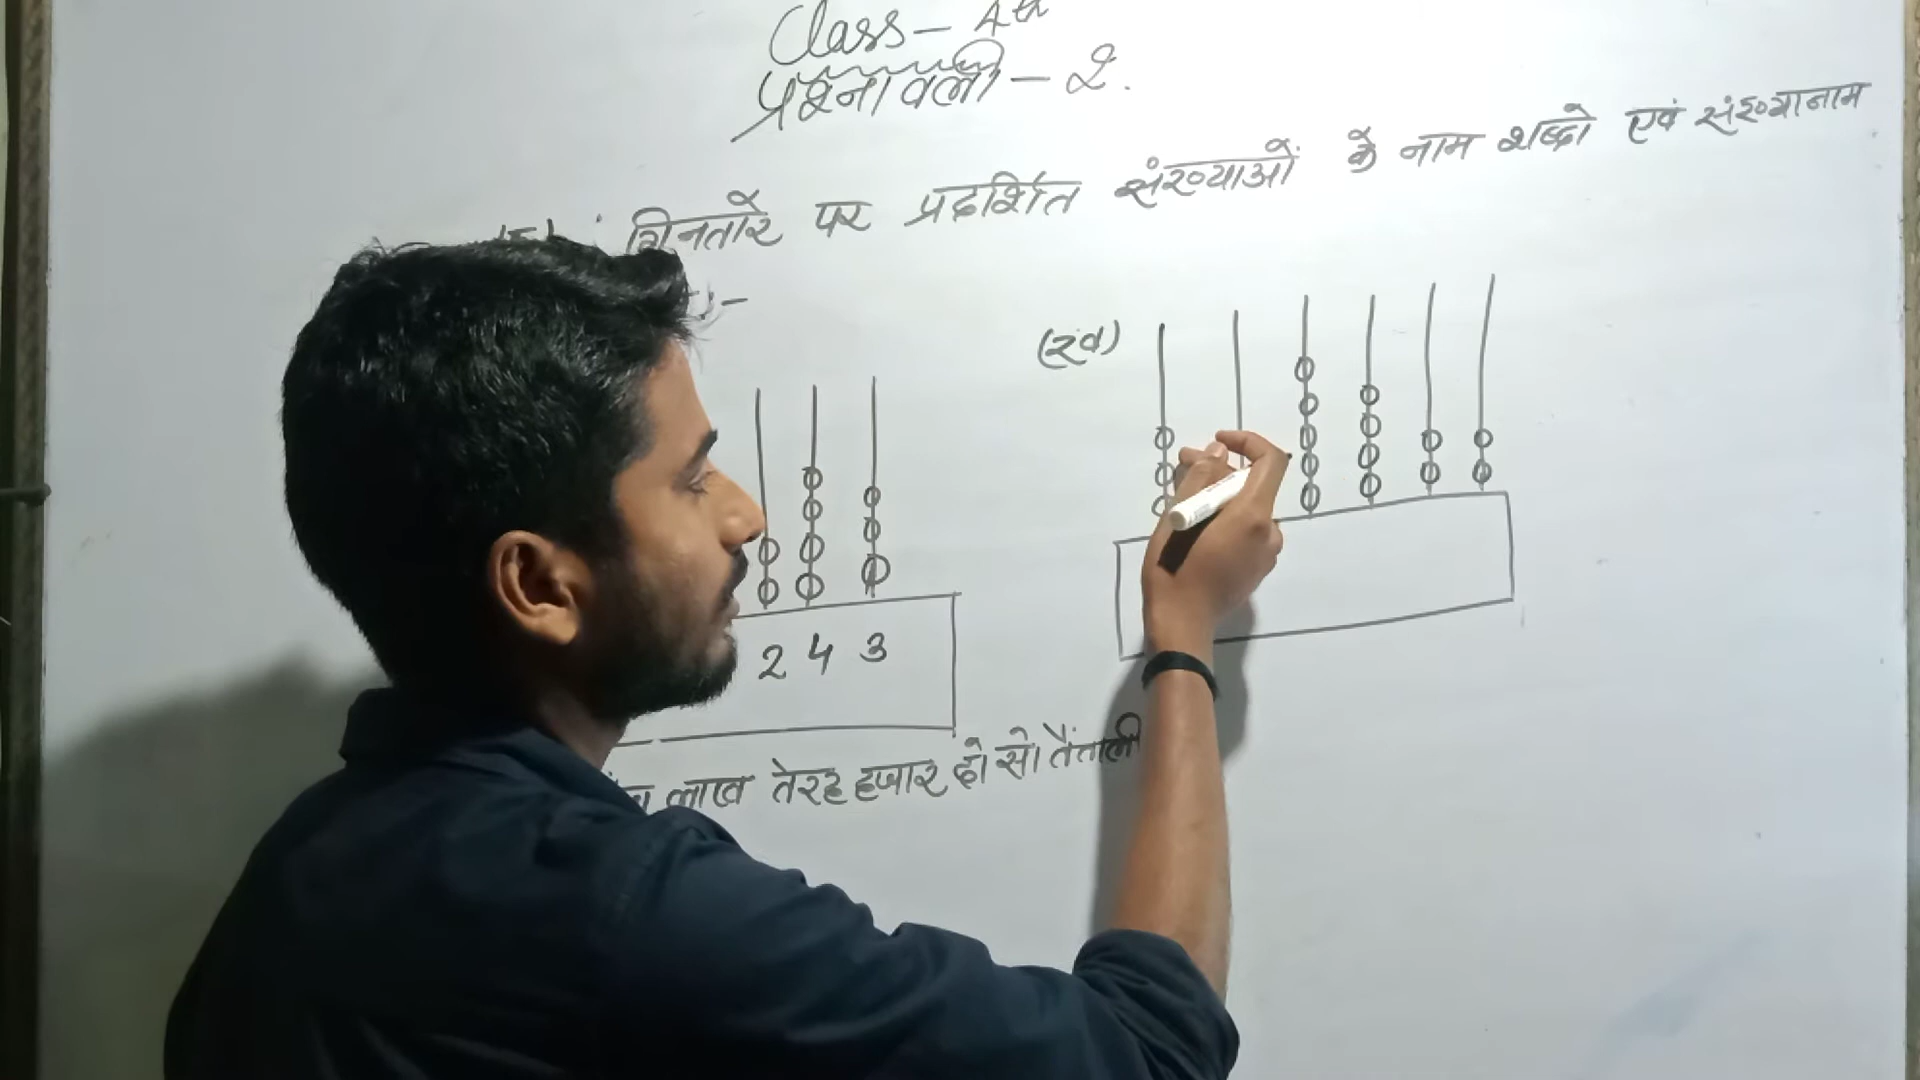 Class - 4th
प्रश्नावली - 2.
गिनतारे पर प्रदर्शित संख्याओं के नाम शब्दो एवं संख्यानाम
:-
(ख)
2 4 3
लाख तेरह हजार दो सौ तैंताली